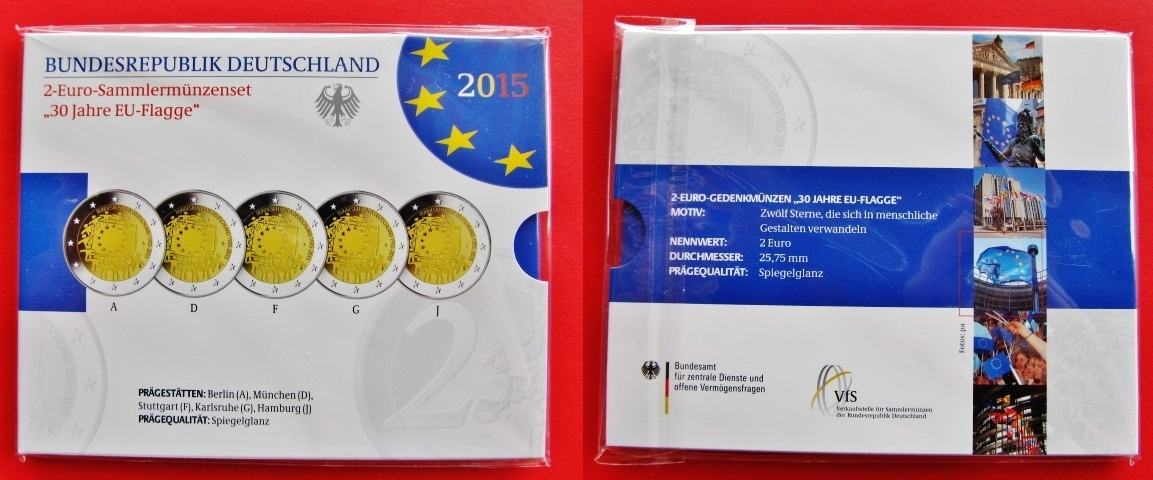 BUNDESREPUBLIK DEUTSCHLAND
2-Euro-Sammlermünzenset
„30 Jahre EU-Flagge“
2015
A D F G J
2
PRÄGESTÄTTEN: Berlin (A), München (D),
Stuttgart (F), Karlsruhe (G), Hamburg (J)
PRÄGEQUALITÄT: Spiegelglanz
2-EURO-GEDENKMÜNZEN „30 JAHRE EU-FLAGGE“
MOTIV: Zwölf Sterne, die sich in menschliche
Gestalten verwandeln
NENNWERT: 2 Euro
DURCHMESSER: 25,75 mm
PRÄGEQUALITÄT: Spiegelglanz
Fotos: pa
Bundesamt
für zentrale Dienste und
offene Vermögensfragen
VfS
Verkaufsstelle für Sammlermünzen
der Bundesrepublik Deutschland